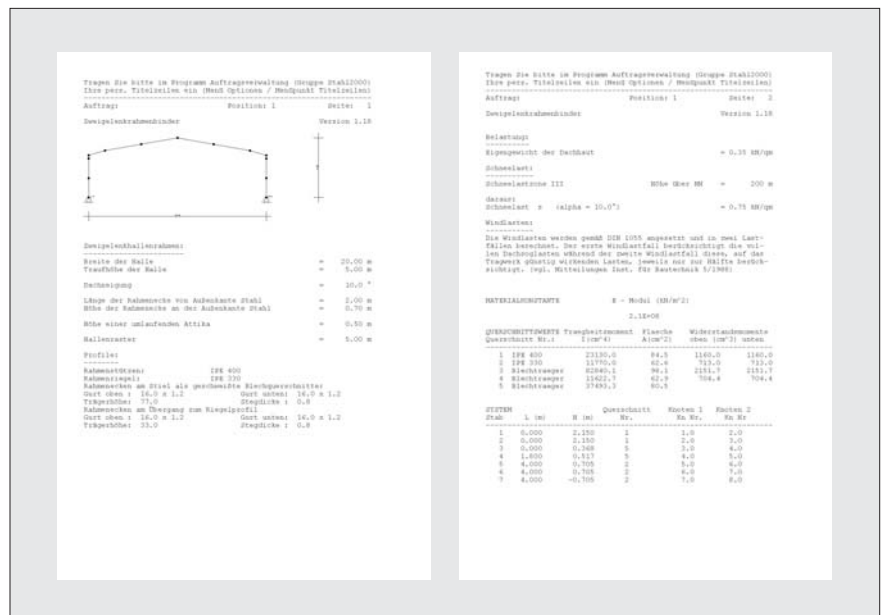 Tragen Sie bitte im Programm Auftragsverwaltung (Gruppe Stahl2000)
Ihre pers. Titelzeilen ein (Menü Optionen / Menüpunkt Titelzeilen)
Auftrag: Position: 1 Seite: 1
Zweigelenkrahmenbinder Version 1.18
Zweigelenkhallenrahmen:
Breite der Halle = 20.00 m
Traufhöhe der Halle = 5.00 m
Dachneigung = 10.0 °
Länge der Rahmenecks von Außenkante Stahl = 2.00 m
Höhe der Rahmenecks an der Außenkante Stahl = 0.70 m
Höhe einer umlaufenden Attika = 0.50 m
Hallenraster = 5.00 m
Profile:
Rahmenstützen: IPE 400
Rahmenriegel: IPE 330
Rahmenecken am Stiel als geschweißte Blechquerschnitter
Gurt oben : 16.0 x 1.2 Gurt unten: 16.0 x 1.2
Trägerhöhe: 77.0 Stegdicke : 0.8
Rahmenecken am Übergang zum Riegelprofil
Gurt oben : 16.0 x 1.2 Gurt unten: 16.0 x 1.2
Trägerhöhe: 33.0 Stegdicke : 0.8
Tragen Sie bitte im Programm Auftragsverwaltung (Gruppe Stahl2000)
Ihre pers. Titelzeilen ein (Menü Optionen / Menüpunkt Titelzeilen)
Auftrag: Position: 1 Seite: 2
Zweigelenkrahmenbinder Version 1.18
Belastung:
Eigengewicht der Dachhaut = 0.35 kN/qm
Schneelast:
Schneelastzone III Höhe über NN = 200 m
daraus:
Schneelast s (alpha = 10.0°) = 0.75 kN/qm
Windlasten:
Die Windlasten werden gemäß DIN 1055 angesetzt und in zwei Last-
fällen berechnet. Der erste Windlastfall berücksichtigt die vol-
len Dachsoglasten während der zweite Windlastfall diese, auf das
Tragwerk günstig wirkenden Lasten, jeweils nur zur Hälfte berück-
sichtigt. (vgl. Mitteilungen Inst. für Bautechnik 5/1988)
MATERIALKONSTANTE E - Modul (kN/m^2)
2.1E+08
QUERSCHNITTSWERTE Traegheitsmoment Flaeche Widerstandsmomente
Querschnitt Nr.: I(cm^4) A(cm^2) oben (cm^3) unten
1 IPE 400 23130.0 84.5 1160.0 1160.0
2 IPE 330 11770.0 62.6 713.0 713.0
3 Blechtraeger 82840.1 98.1 2151.7 2151.7
4 Blechtraeger 11622.7 62.9 704.4 704.4
5 Blechtraeger 37493.3 80.5
SYSTEM Querschnitt Knoten 1 Knoten 2
Stab L (m) H (m) Nr. Kn Nr. Kn Nr
1 0.000 2.150 1 1.0 2.0
2 0.000 2.150 1 2.0 3.0
3 0.000 0.368 5 3.0 4.0
4 1.800 0.317 5 4.0 5.0
5 4.000 0.705 2 5.0 6.0
6 4.000 0.705 2 6.0 7.0
7 4.000 -0.705 2 7.0 8.0